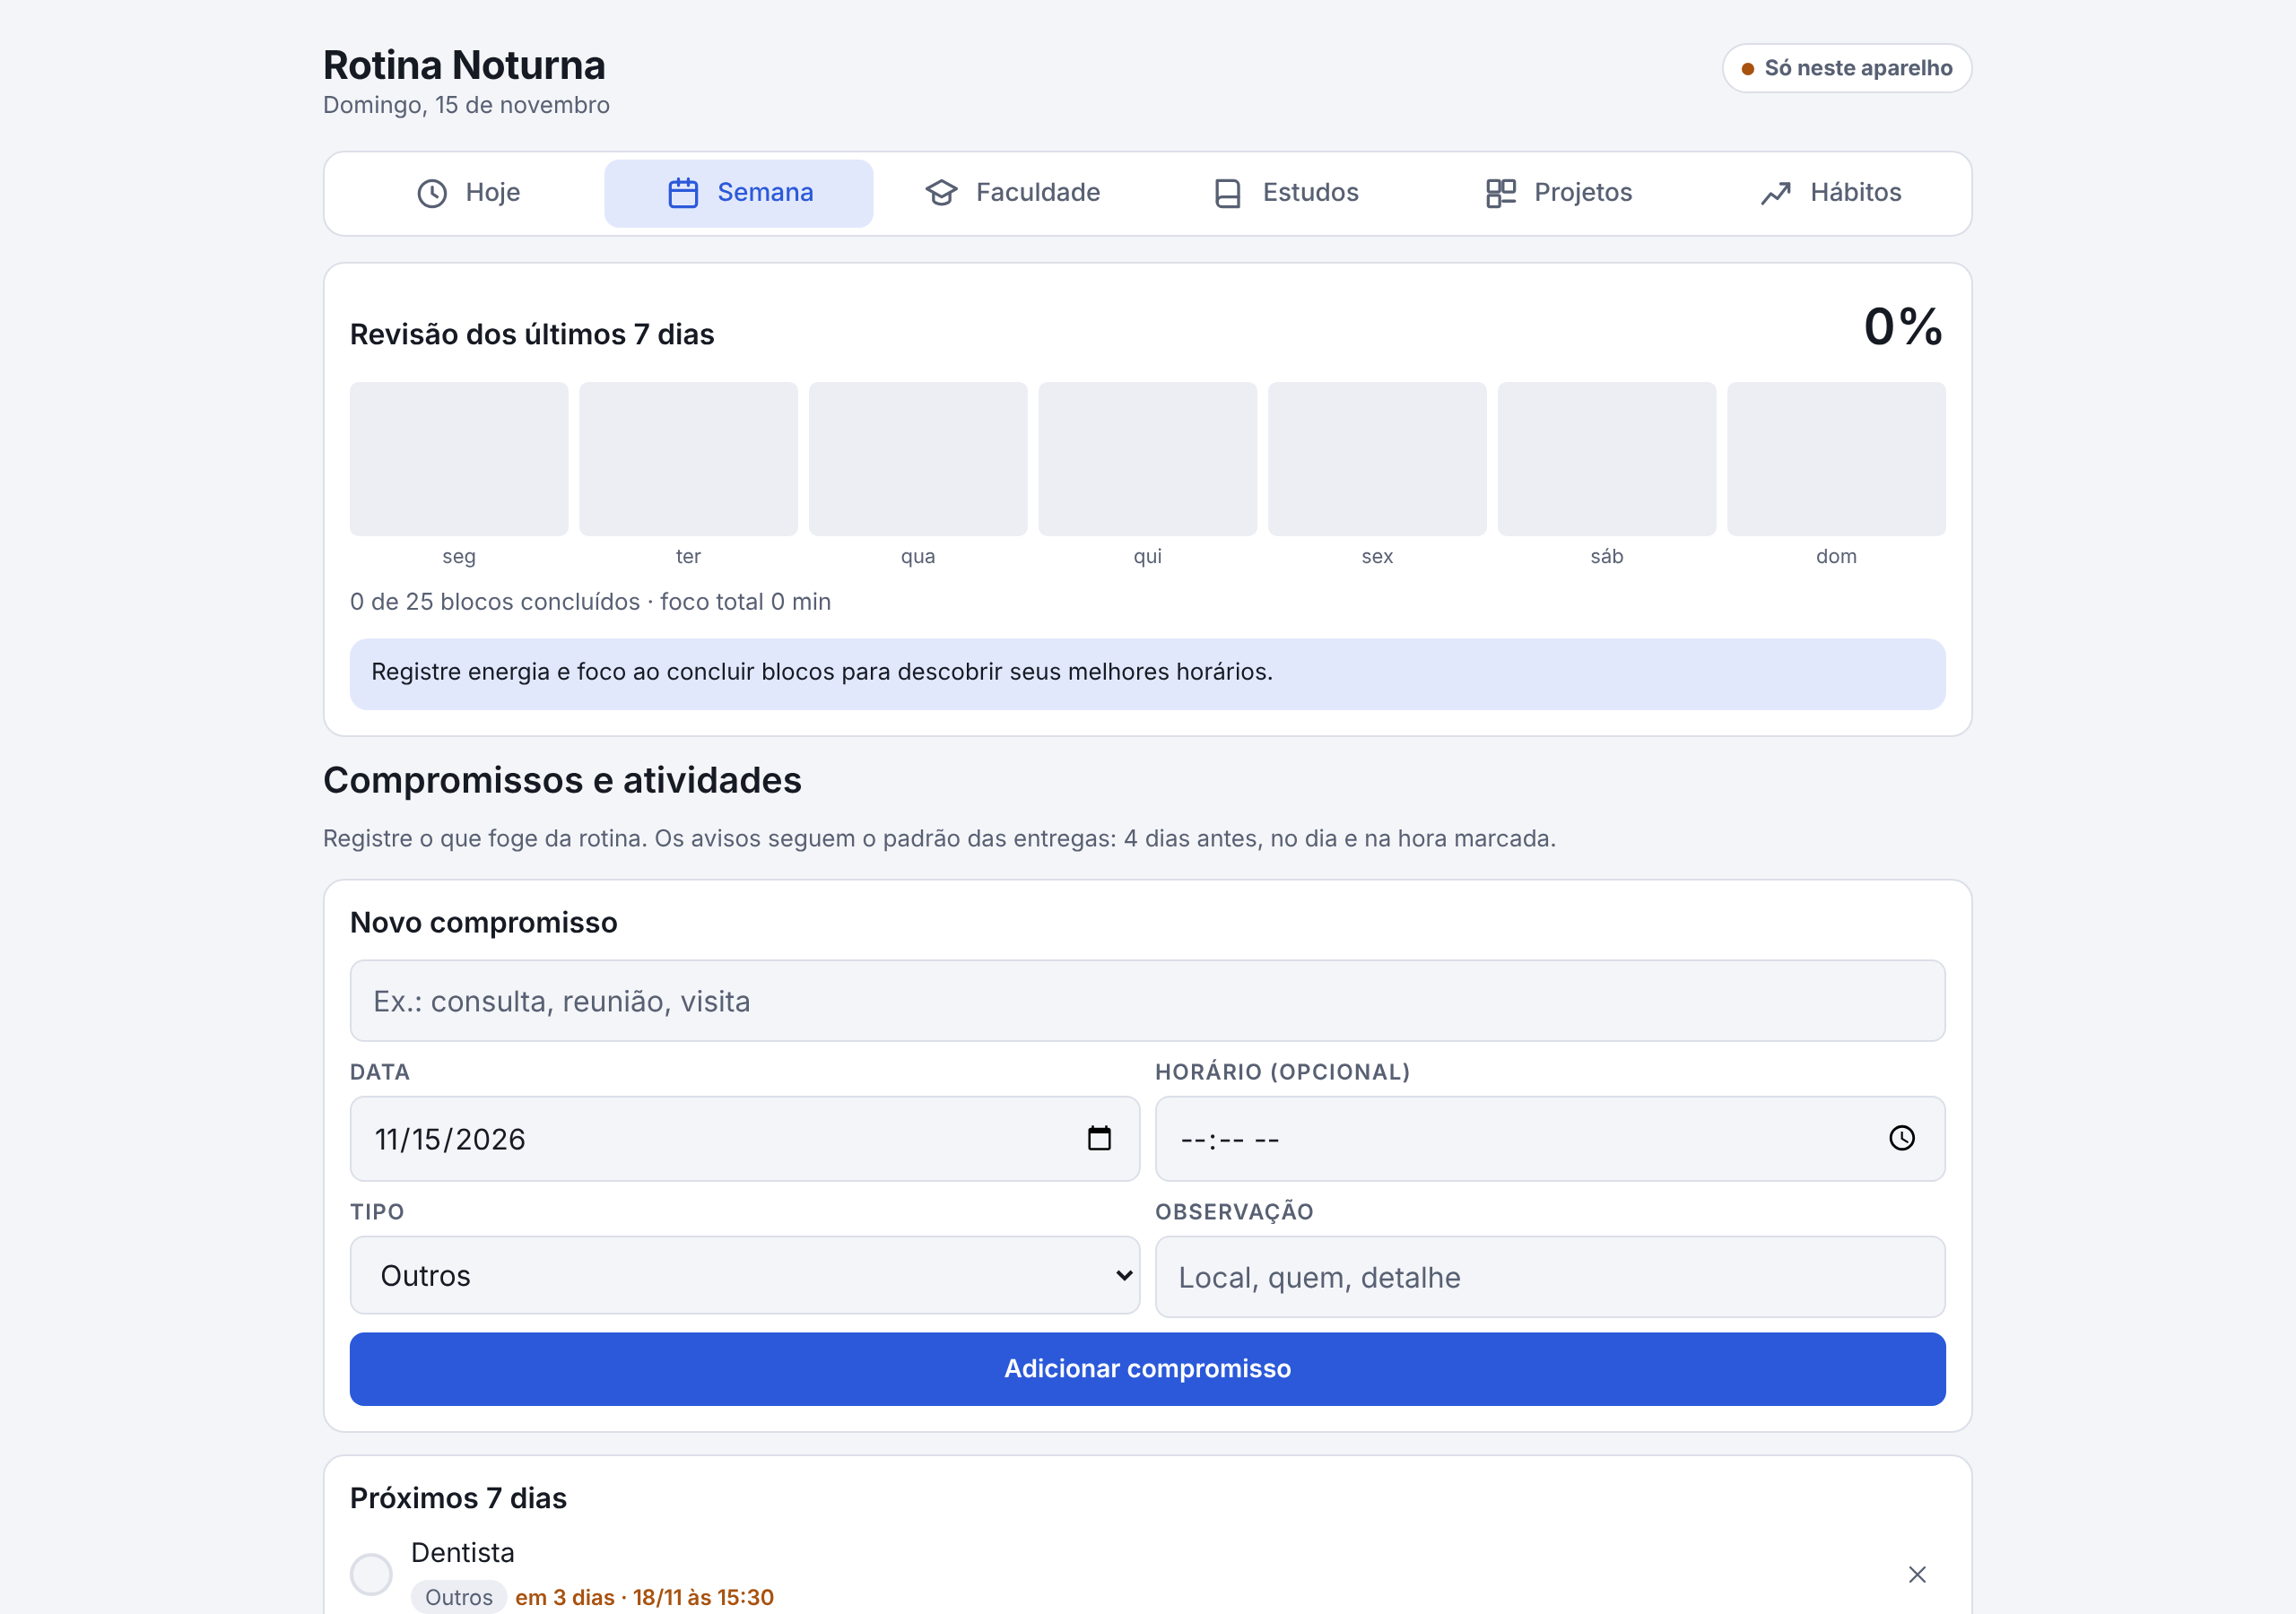 Rotina Noturna
Só neste aparelho
Domingo, 15 de novembro
Hoje
Semana
Faculdade
Estudos
Projetos
Hábitos
Revisão dos últimos 7 dias
0%
seg
ter
qua
qui
sex
sáb
dom
0 de 25 blocos concluídos · foco total 0 min
Registre energia e foco ao concluir blocos para descobrir seus melhores horários.
Compromissos e atividades
Registre o que foge da rotina. Os avisos seguem o padrão das entregas: 4 dias antes, no dia e na hora marcada.
Novo compromisso
Ex.: consulta, reunião, visita
DATA
HORÁRIO (OPCIONAL)
11/15/2026
--:-- --
TIPO
OBSERVAÇÃO
Outros
Local, quem, detalhe
Adicionar compromisso
Próximos 7 dias
Dentista
Outros em 3 dias · 18/11 às 15:30